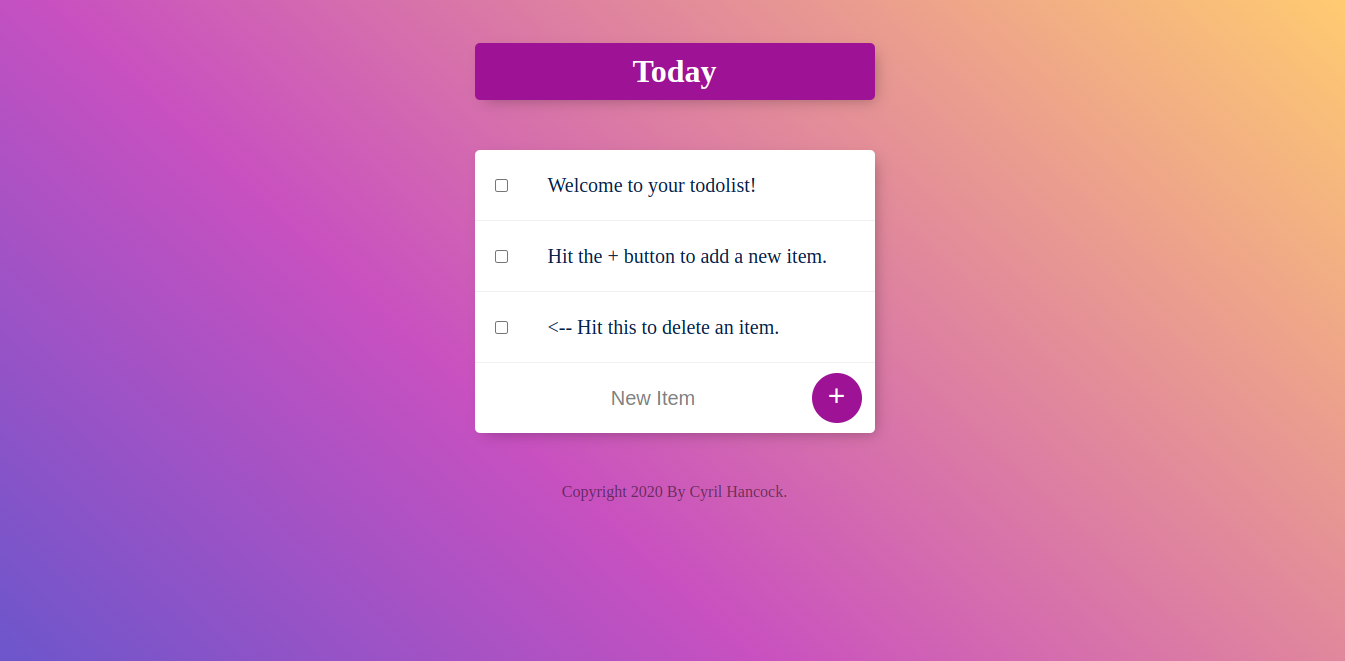 Today
Welcome to your todolist!
Hit the + button to add a new item.
<-- Hit this to delete an item.
New Item +
Copyright 2020 By Cyril Hancock.